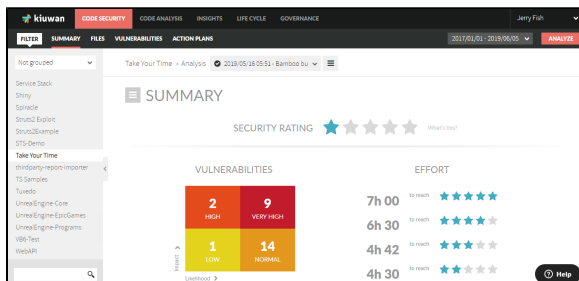 kiuwan CODE SECURITY CODE ANALYSIS INSIGHTS LIFE CYCLE GOVERNANCE Jerry Fish
FILTER SUMMARY FILES VULNERABILITIES ACTION PLANS 2017/01/01 - 2019/06/05 ANALYZE
Not grouped
Take Your Time » Analysis 2019/05/16 05:51 - Bamboo bu
Service Stack
Shiny
Spiracle
Struts2 Exploit
Struts2Example
STS-Demo
Take Your Time
thirdparty-report-importer
TS Samples
Tuxedo
UnrealEngine-Core
UnrealEngine-EpicGames
UnrealEngine-Programs
VB6-Test
WebAPI
SUMMARY
SECURITY RATING What's this?
VULNERABILITIES
2 HIGH
9 VERY HIGH
1 LOW
14 NORMAL
Impact
Likelihood
EFFORT
7h 00 to reach
6h 30 to reach
4h 42 to reach
4h 30 to reach
Help